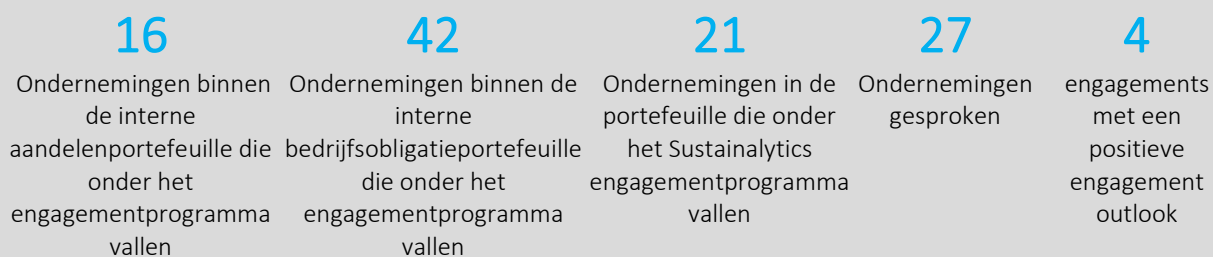 16
Ondernemingen binnen
de interne
aandelenportefeuille die
onder het
engagementprogramma
vallen
42
Ondernemingen binnen de
interne
bedrijfsobligatieportefeuille
die onder het
engagementprogramma
vallen
21
Ondernemingen in de
portefeuille die onder
het Sustainalytics
engagementprogramma
vallen
27
Ondernemingen
gesproken
4
engagements
met een
positieve
engagement
outlook